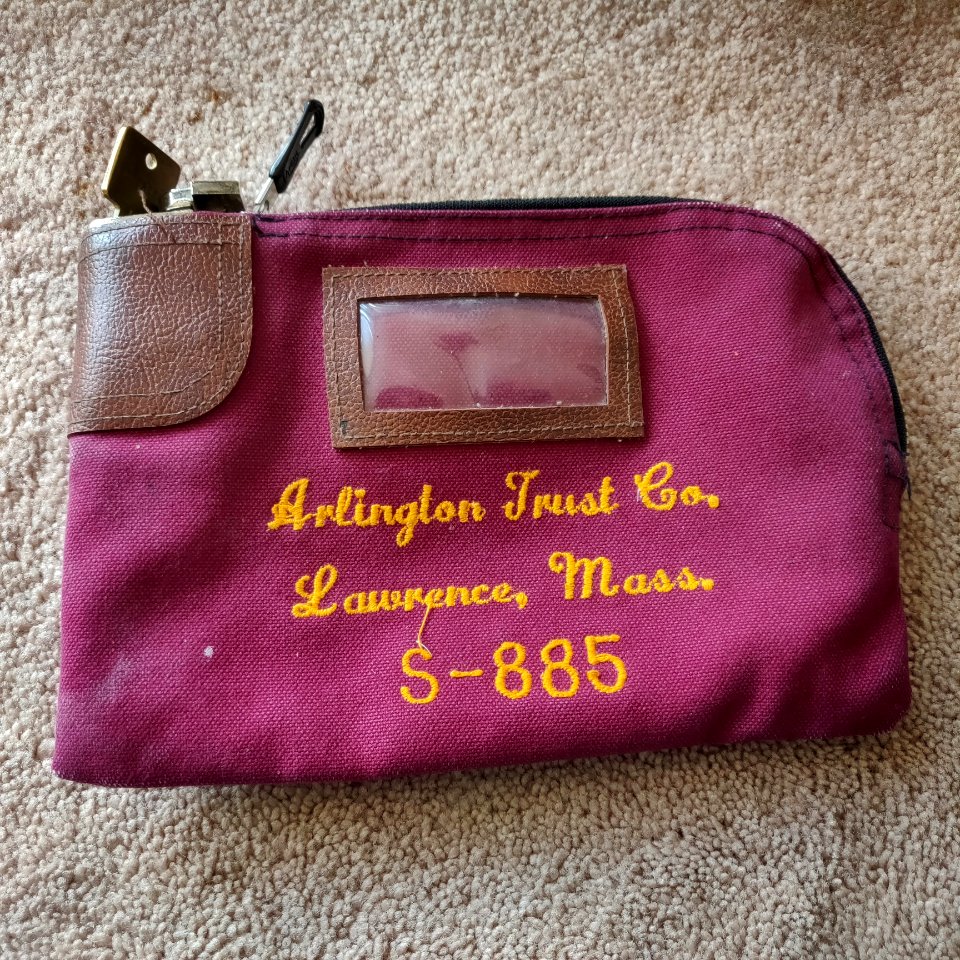 Arlington Trust Co.
Lawrence, Mass.
S-885